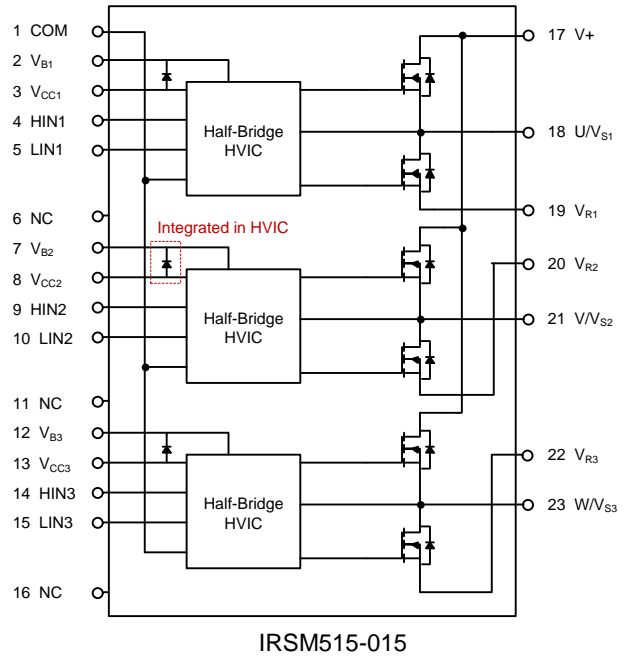 1 COM
2 VB1
3 VCC1
4 HIN1
5 LIN1
6 NC
7 VB2
8 VCC2
9 HIN2
10 LIN2
11 NC
12 VB3
13 VCC3
14 HIN3
15 LIN3
16 NC
Half-Bridge
HVIC
Integrated in HVIC
Half-Bridge
HVIC
Half-Bridge
HVIC
17 V+
18 U/VS1
19 VR1
20 VR2
21 V/VS2
22 VR3
23 W/VS3
IRSM515-015